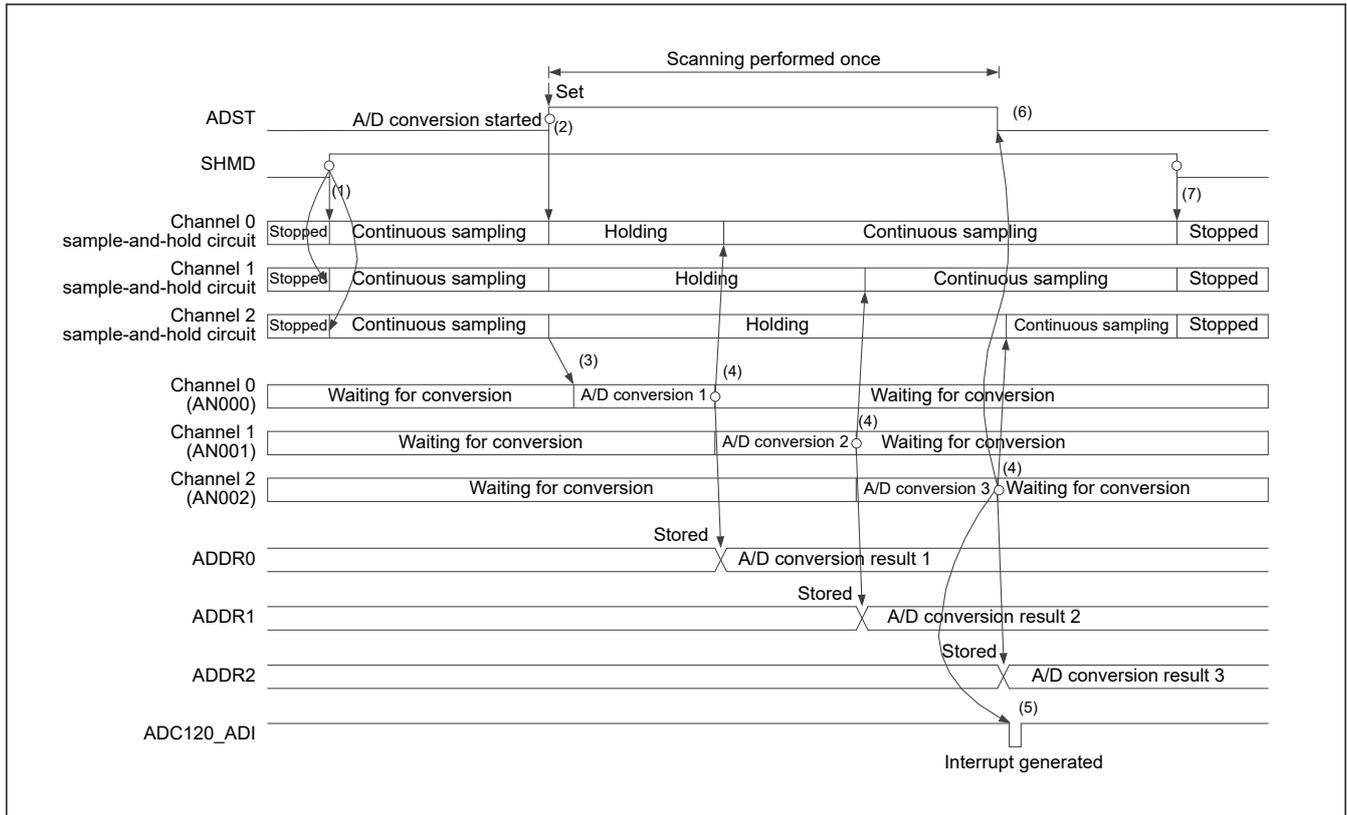 Scanning performed once
Set
ADST
A/D conversion started
(2)
(6)
SHMD
(1)
(7)
Channel 0
sample-and-hold circuit
Stopped
Continuous sampling
Holding
Continuous sampling
Stopped
Channel 1
sample-and-hold circuit
Stopped
Continuous sampling
Holding
Continuous sampling
Stopped
Channel 2
sample-and-hold circuit
Stopped
Continuous sampling
Holding
Continuous sampling
Stopped
(3)
(4)
Channel 0
(AN000)
Waiting for conversion
A/D conversion 1
Waiting for conversion
(4)
Channel 1
(AN001)
Waiting for conversion
A/D conversion 2
Waiting for conversion
(4)
Channel 2
(AN002)
Waiting for conversion
A/D conversion 3
Waiting for conversion
Stored
ADDR0
A/D conversion result 1
Stored
ADDR1
A/D conversion result 2
Stored
ADDR2
A/D conversion result 3
(5)
ADC120_ADI
Interrupt generated